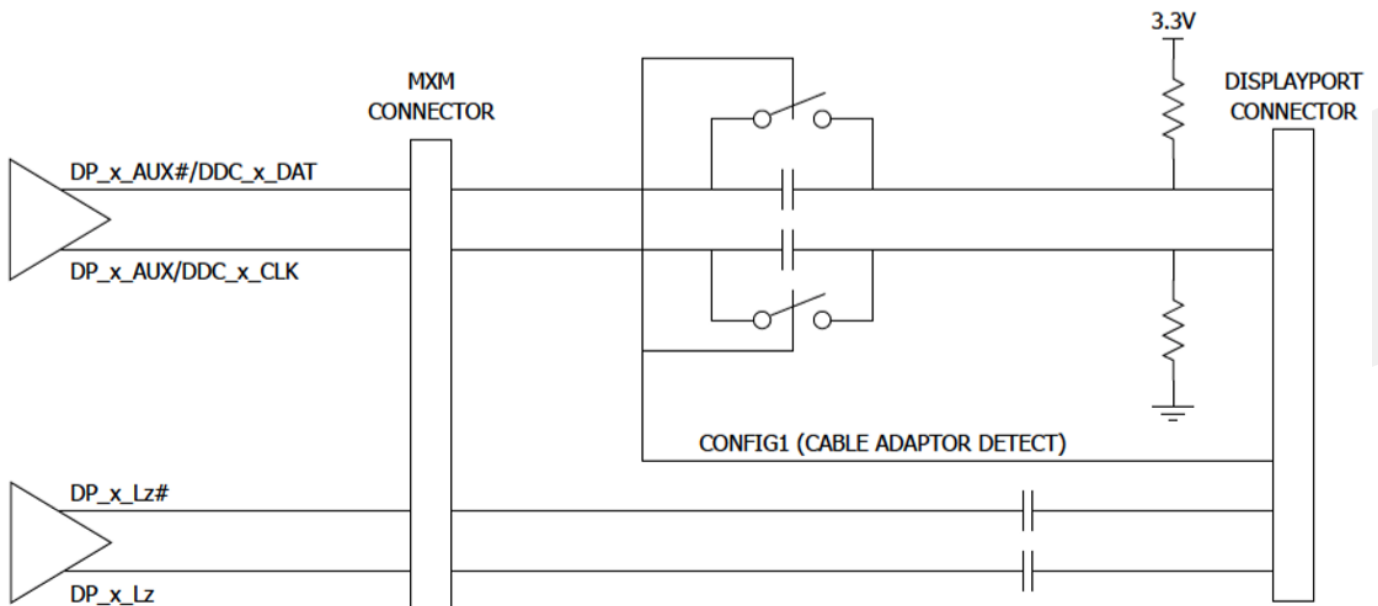 3.3V
MXM
CONNECTOR
DISPLAYPORT
CONNECTOR
DP_x_AUX#/DDC_x_DAT
DP_x_AUX/DDC_x_CLK
CONFIG1 (CABLE ADAPTOR DETECT)
DP_x_Lz#
DP_x_Lz